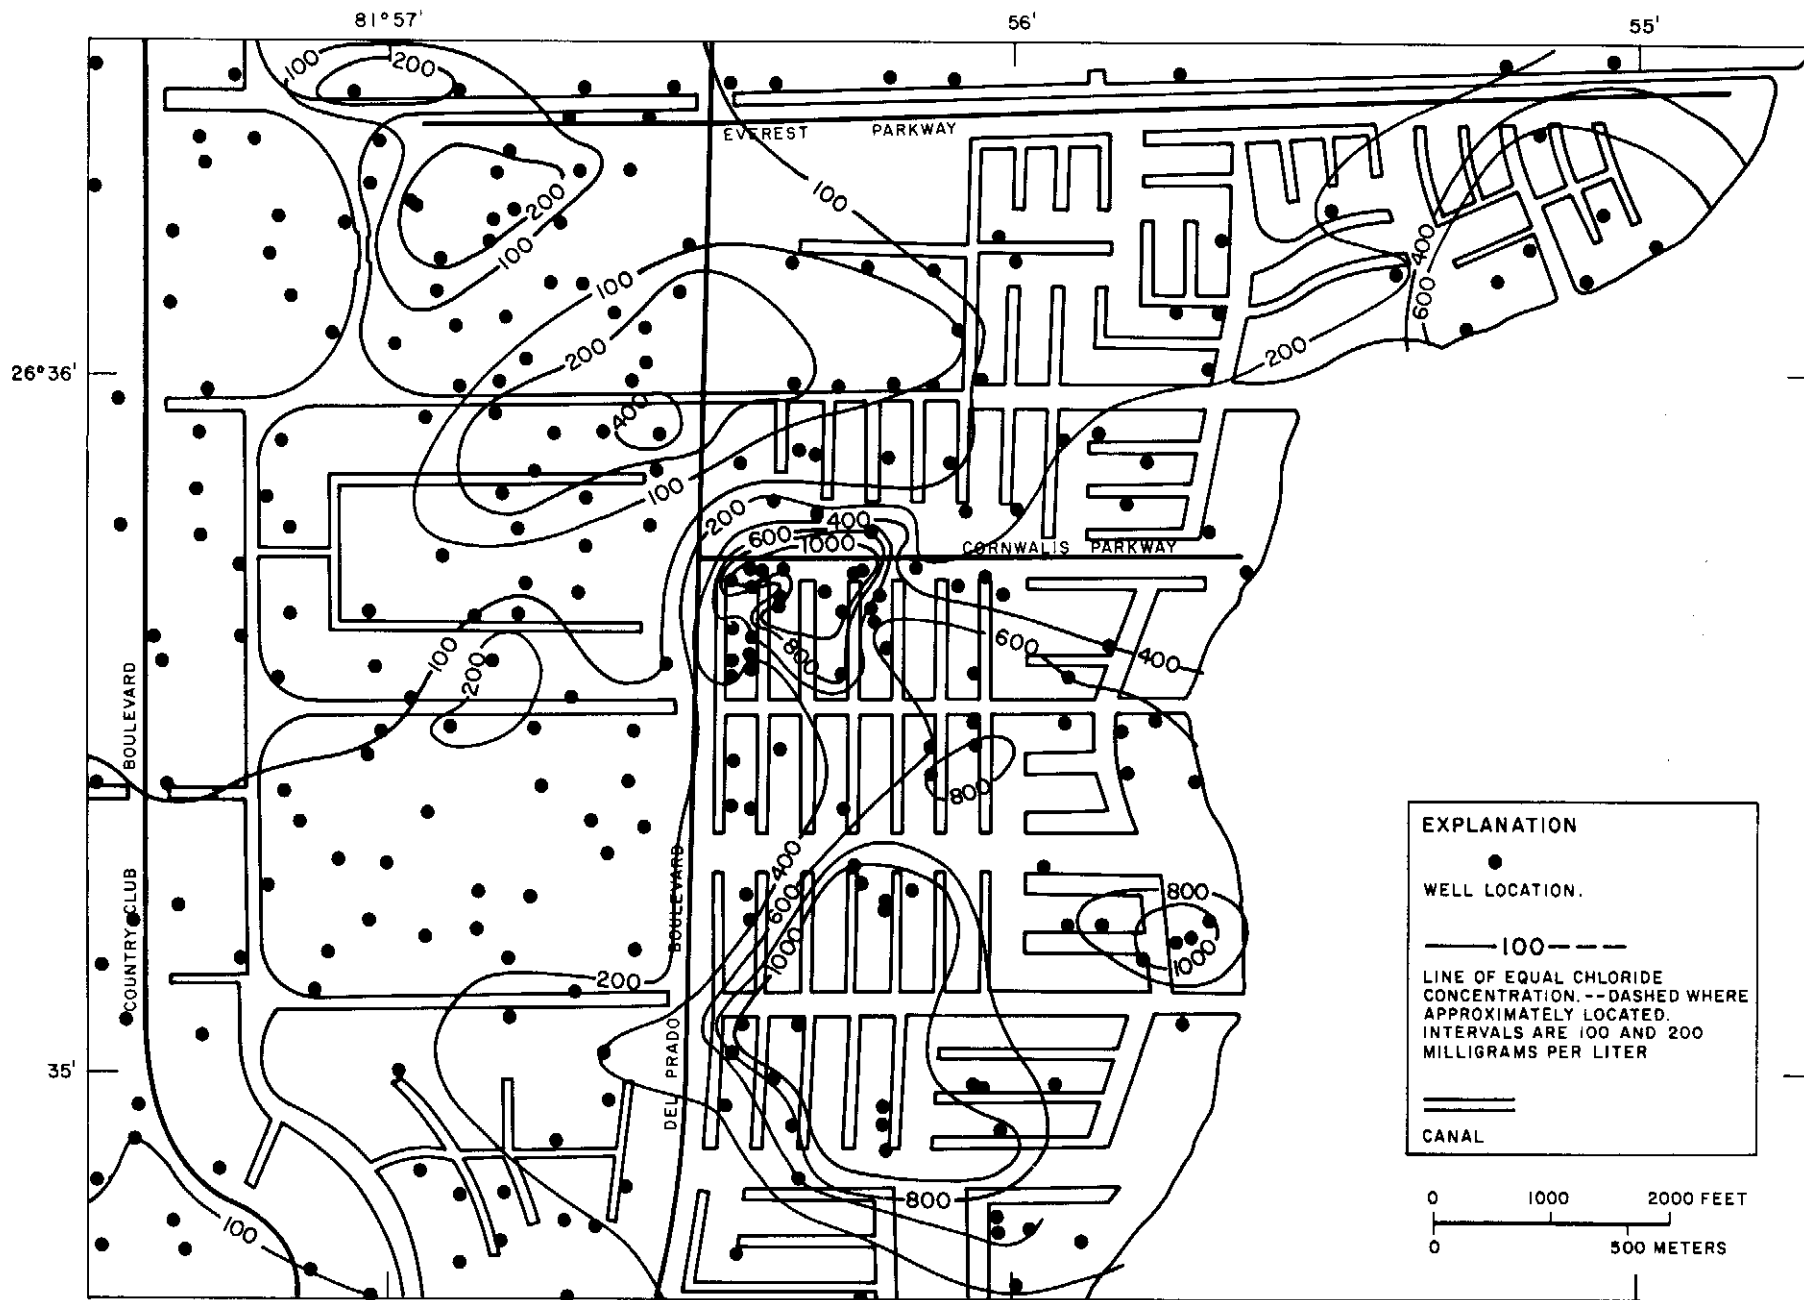 81°57'
56'
55'
100
200
EVEREST PARKWAY
200
100
100
400
600
100
200
200
26°36'
400
100
200
400
600
1000
CORNWALIS PARKWAY
100
200
800
600
400
BOULEVARD
800
400
600
1000
BOULEVARD
COUNTRY CLUB
800
1000
200
DEL PRADO
35'
800
100
EXPLANATION
WELL LOCATION.
100
LINE OF EQUAL CHLORIDE
CONCENTRATION.--DASHED WHERE
APPROXIMATELY LOCATED.
INTERVALS ARE 100 AND 200
MILLIGRAMS PER LITER
CANAL
0 1000 2000 FEET
0 500 METERS